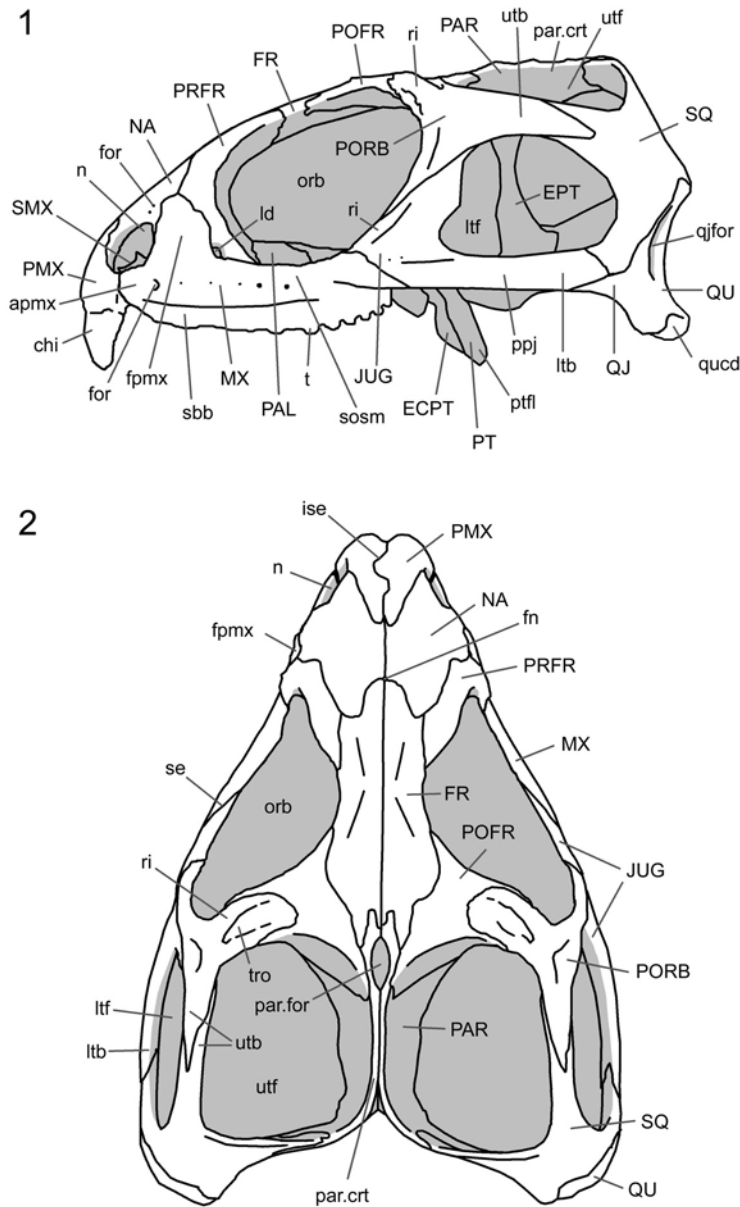 1
POFR
ri
PAR
utb
par.crt
utf
FR
PRFR
NA
for
n
SMX
PMX
apmx
chi
for
fpmx
sbb
MX
PAL
t
sosm
JUG
ECPT
PT
ptfl
ppj
ltb
QJ
qucd
QU
qjfor
SQ
PORB
orb
ld
ri
ltf
EPT
2
ise
PMX
n
NA
fn
fpmx
PRFR
MX
se
orb
FR
POFR
JUG
ri
tro
PORB
par.for
ltf
PAR
utb
ltb
utf
SQ
par.crt
QU